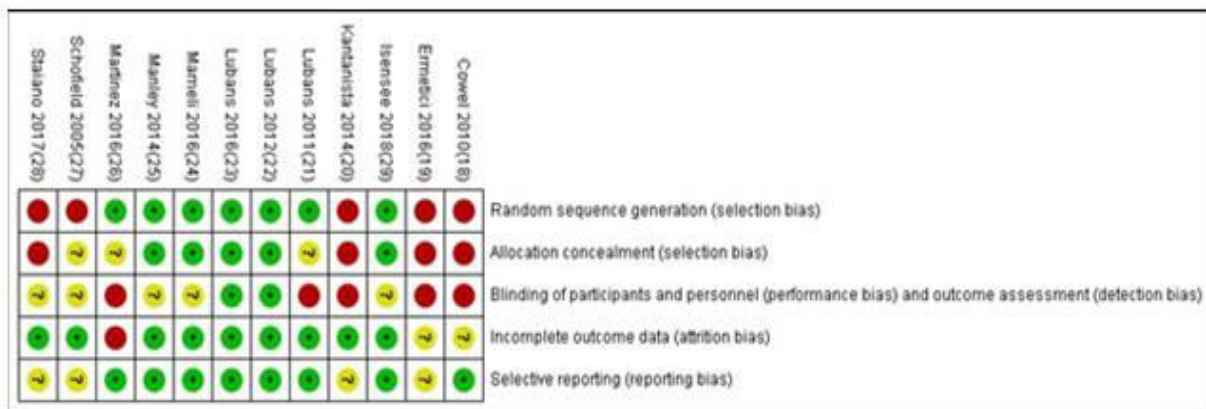 Staiano 2017(28)
Schofield 2005(27)
Martinez 2016(26)
Manley 2014(25)
Mameli 2016(24)
Lubans 2016(23)
Lubans 2012(22)
Lubans 2011(21)
Kantanista 2014(20)
Isensee 2018(29)
Ermetici 2016(19)
Cowel 2010(18)
- - + + + + + + - + - - Random sequence generation (selection bias)
- ? ? + + + + ? - + - - Allocation concealment (selection bias)
? ? - ? ? + + - - ? - - Blinding of participants and personnel (performance bias) and outcome assessment (detection bias)
+ + - + + + + + + + ? ? Incomplete outcome data (attrition bias)
? ? + + + + + + ? + ? + Selective reporting (reporting bias)